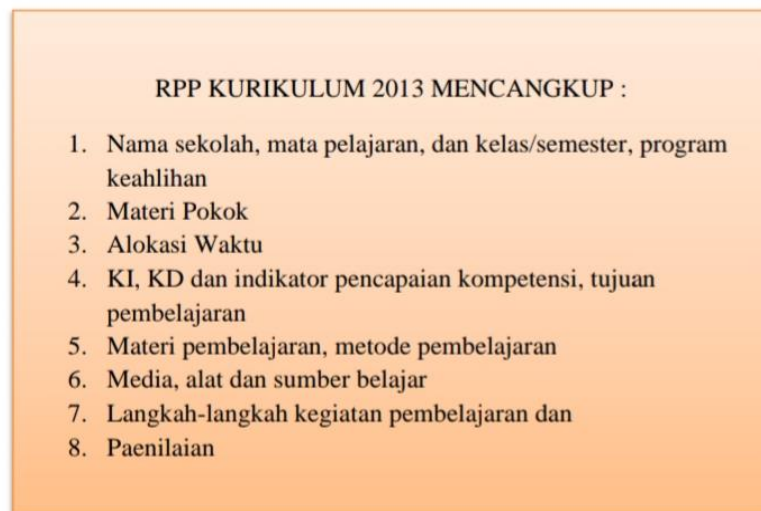 RPP KURIKULUM 2013 MENCANGKUP :
1. Nama sekolah, mata pelajaran, dan kelas/semester, program
keahlihan
2. Materi Pokok
3. Alokasi Waktu
4. KI, KD dan indikator pencapaian kompetensi, tujuan
pembelajaran
5. Materi pembelajaran, metode pembelajaran
6. Media, alat dan sumber belajar
7. Langkah-langkah kegiatan pembelajaran dan
8. Paenilaian